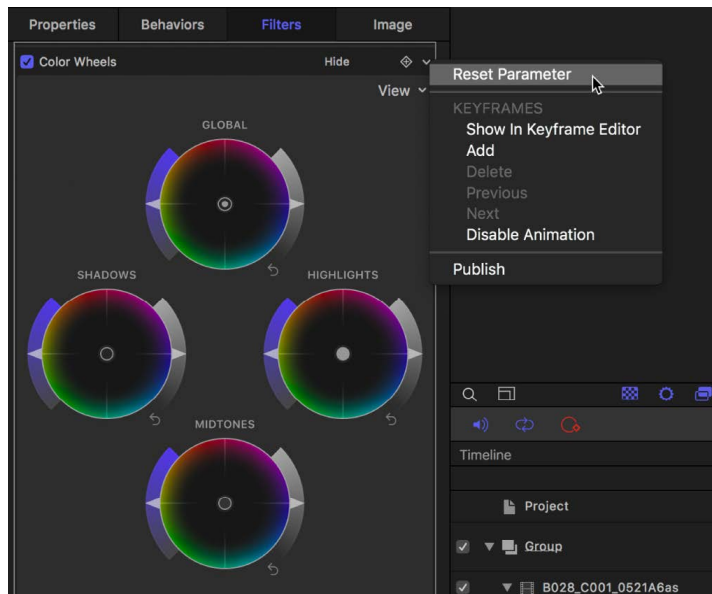 Properties
Behaviors
Filters
Image
Color Wheels
Hide
View
GLOBAL
SHADOWS
HIGHLIGHTS
MIDTONES
Reset Parameter
KEYFRAMES
Show In Keyframe Editor
Add
Delete
Previous
Next
Disable Animation
Publish
Timeline
Project
Group
B028_C001_0521A6as